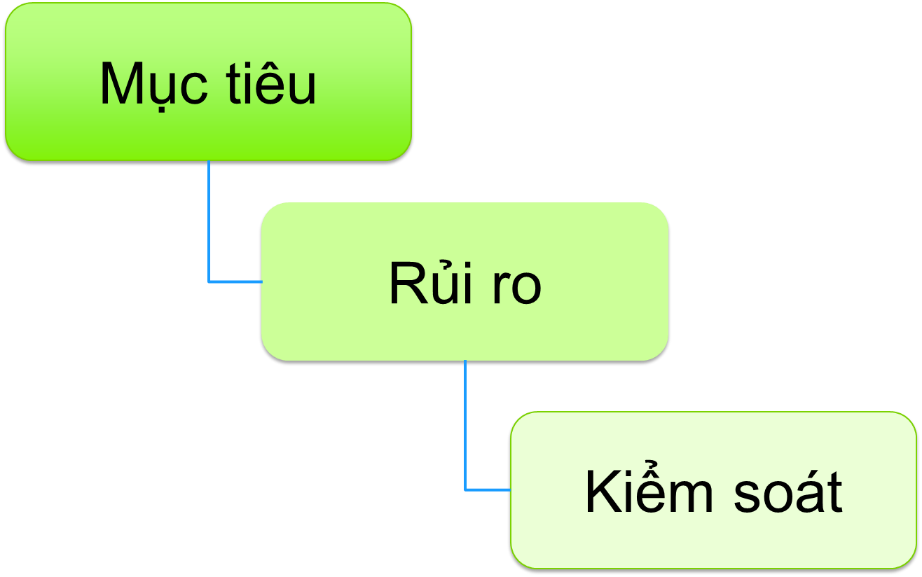 Mục tiêu
Rủi ro
Kiểm soát